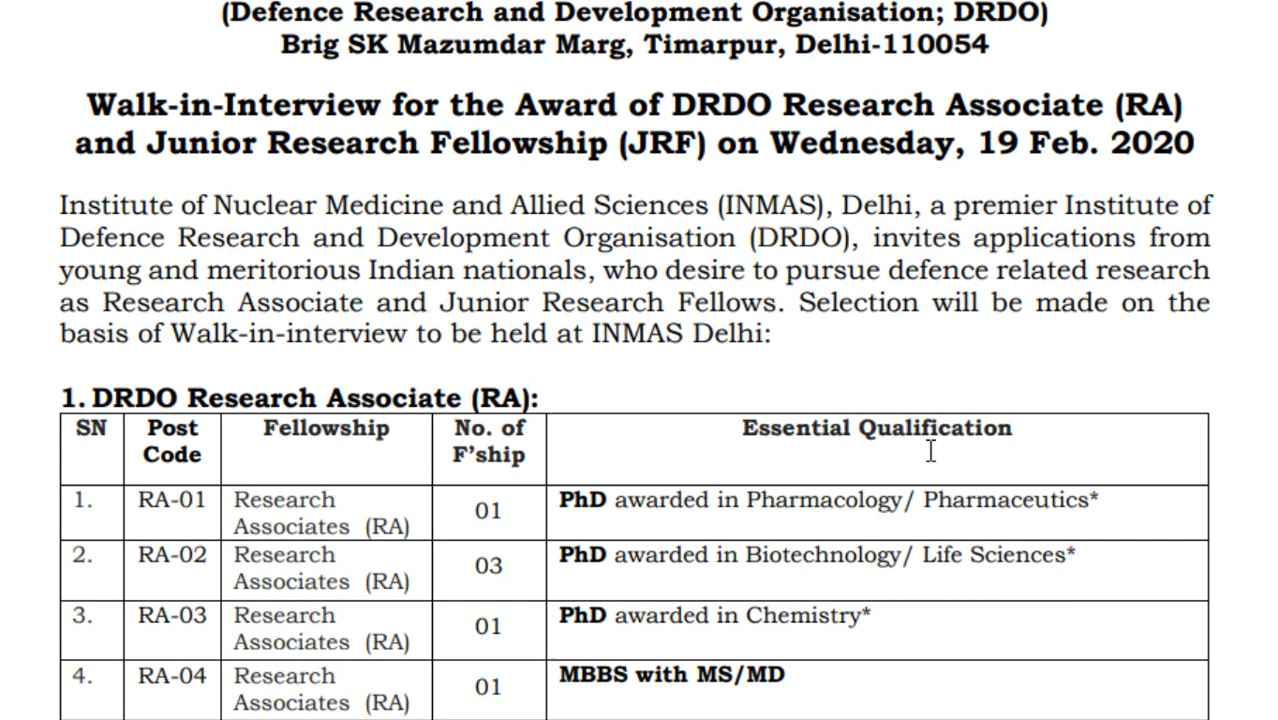 (Defence Research and Development Organisation; DRDO)
Brig SK Mazumdar Marg, Timarpur, Delhi-110054
Walk-in-Interview for the Award of DRDO Research Associate (RA)
and Junior Research Fellowship (JRF) on Wednesday, 19 Feb. 2020
Institute of Nuclear Medicine and Allied Sciences (INMAS), Delhi, a premier Institute of
Defence Research and Development Organisation (DRDO), invites applications from
young and meritorious Indian nationals, who desire to pursue defence related research
as Research Associate and Junior Research Fellows. Selection will be made on the
basis of Walk-in-interview to be held at INMAS Delhi:
1. DRDO Research Associate (RA):
SN Post Code Fellowship No. of F'ship Essential Qualification
1. RA-01 Research Associates (RA) 01 PhD awarded in Pharmacology/ Pharmaceutics*
2. RA-02 Research Associates (RA) 03 PhD awarded in Biotechnology/ Life Sciences*
3. RA-03 Research Associates (RA) 01 PhD awarded in Chemistry*
4. RA-04 Research Associates (RA) 01 MBBS with MS/MD